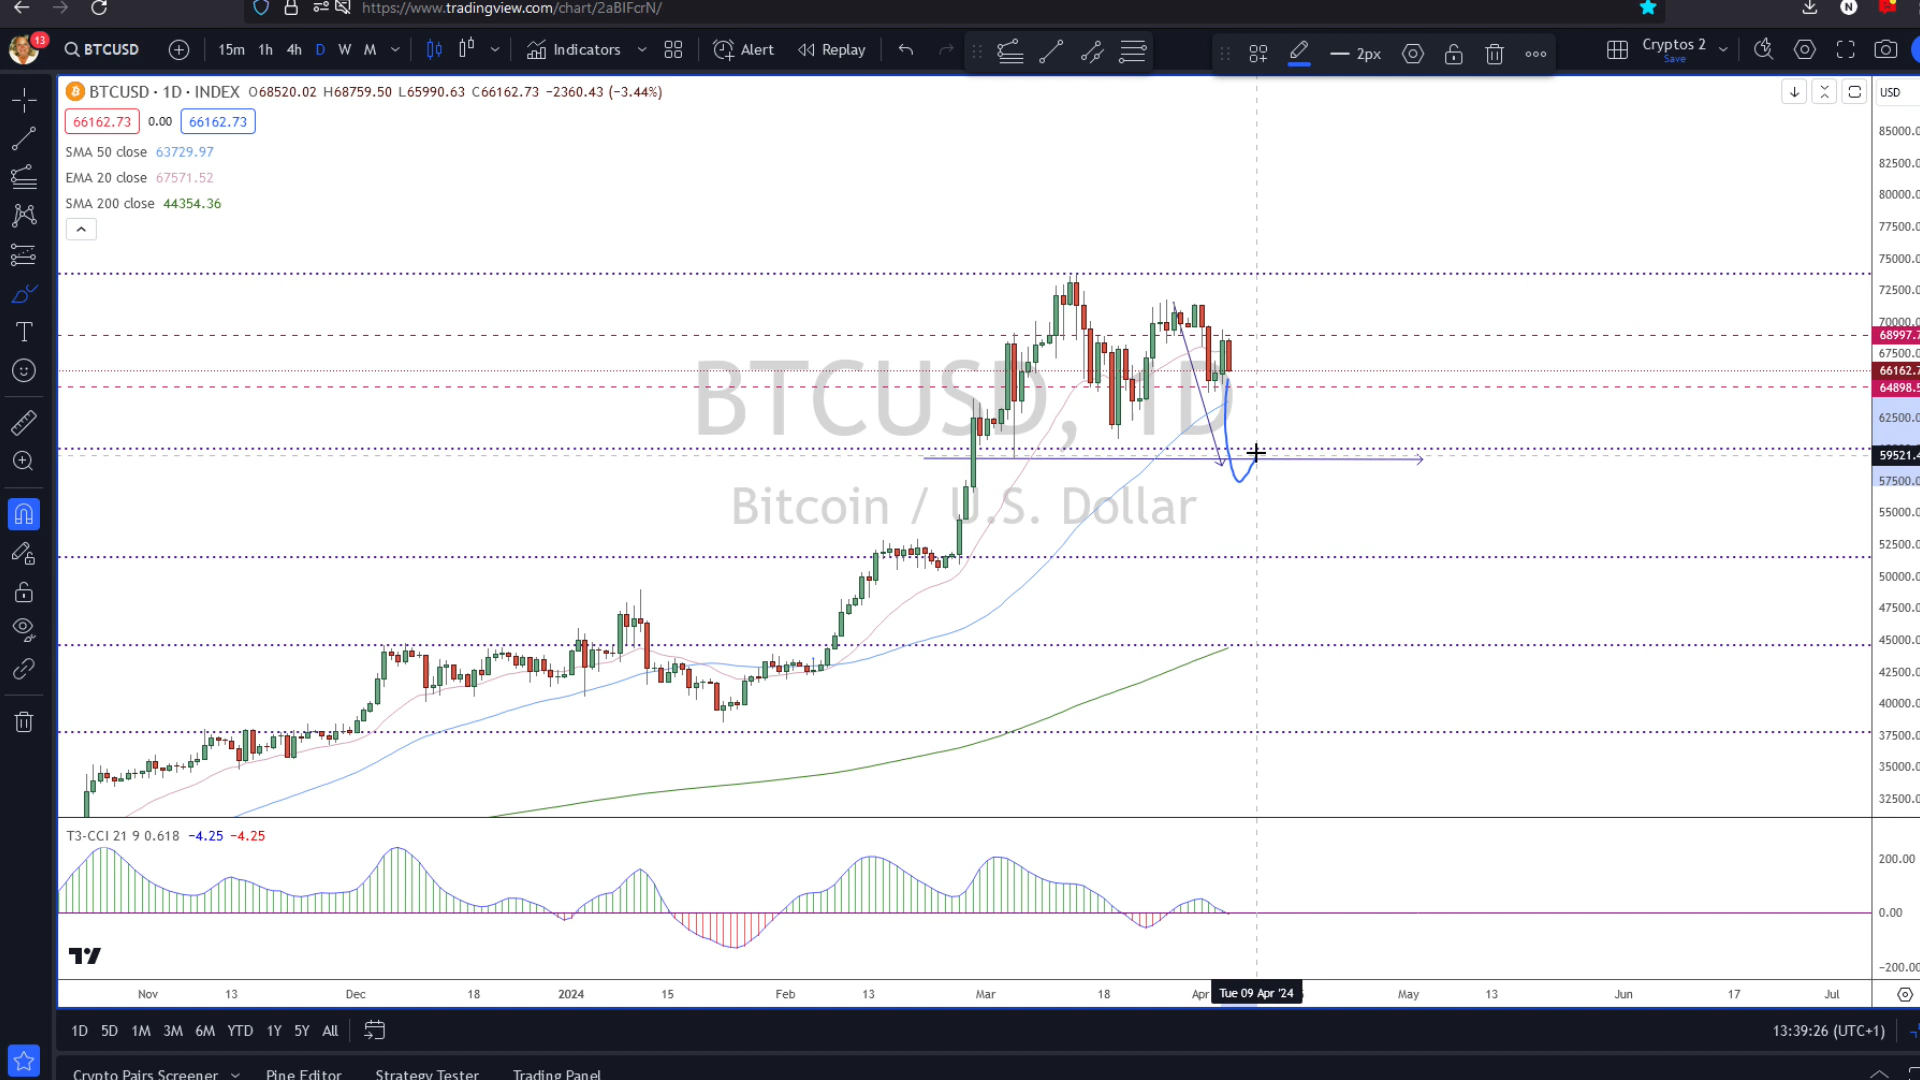 https://www.tradingview.com/chart/2aBIFcrN/
13 BTCUSD 15m 1h 4h D W M Indicators Alert Replay 2px Cryptos 2
Save
BTCUSD · 1D · INDEX O68520.02 H68759.50 L65990.63 C66162.73 −2360.43 (−3.44%)
USD
66162.73 0.00 66162.73
SMA 50 close 63729.97
EMA 20 close 67571.52
SMA 200 close 44354.36
BTCUSD, 1D
Bitcoin / U.S. Dollar
85000.0
82500.0
80000.0
77500.0
75000.0
72500.0
70000.0
68997.7
67500.0
66162.7
64898.5
62500.0
59521.4
57500.0
55000.0
52500.0
50000.0
47500.0
45000.0
42500.0
40000.0
37500.0
35000.0
32500.0
T3-CCI 21 9 0.618 −4.25 −4.25
200.00
0.00
−200.00
Nov 13 Dec 18 2024 15 Feb 13 Mar 18 Apr Tue 09 Apr '24 May 13 Jun 17 Jul
1D 5D 1M 3M 6M YTD 1Y 5Y All
13:39:26 (UTC+1)
Crypto Pairs Screener Pine Editor Strategy Tester Trading Panel